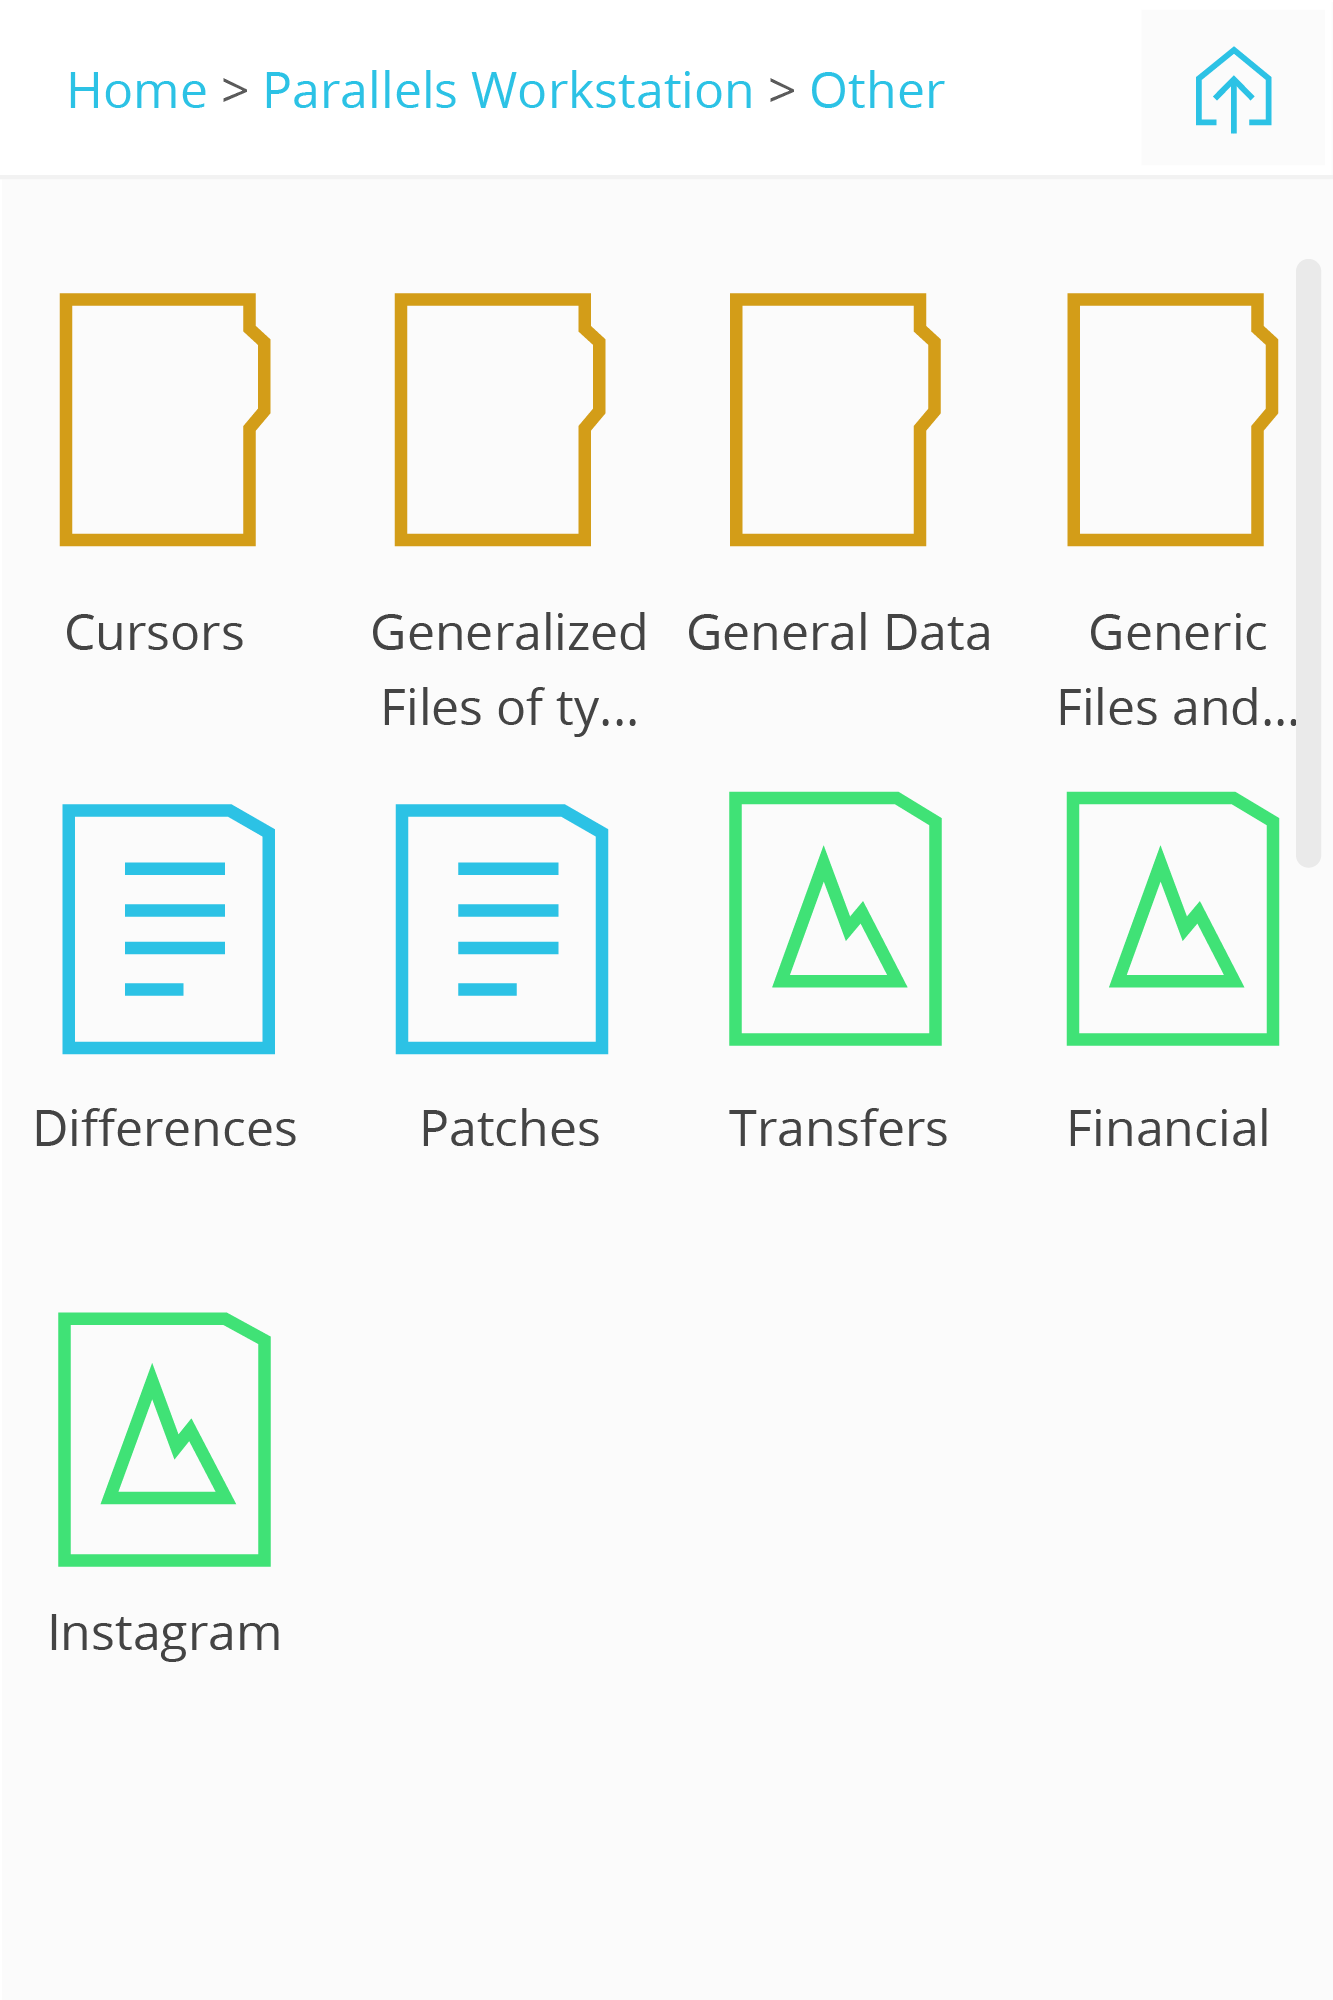 Home > Parallels Workstation > Other
Cursors
Generalized
Files of ty...
General Data
Generic
Files and...
Differences
Patches
Transfers
Financial
Instagram